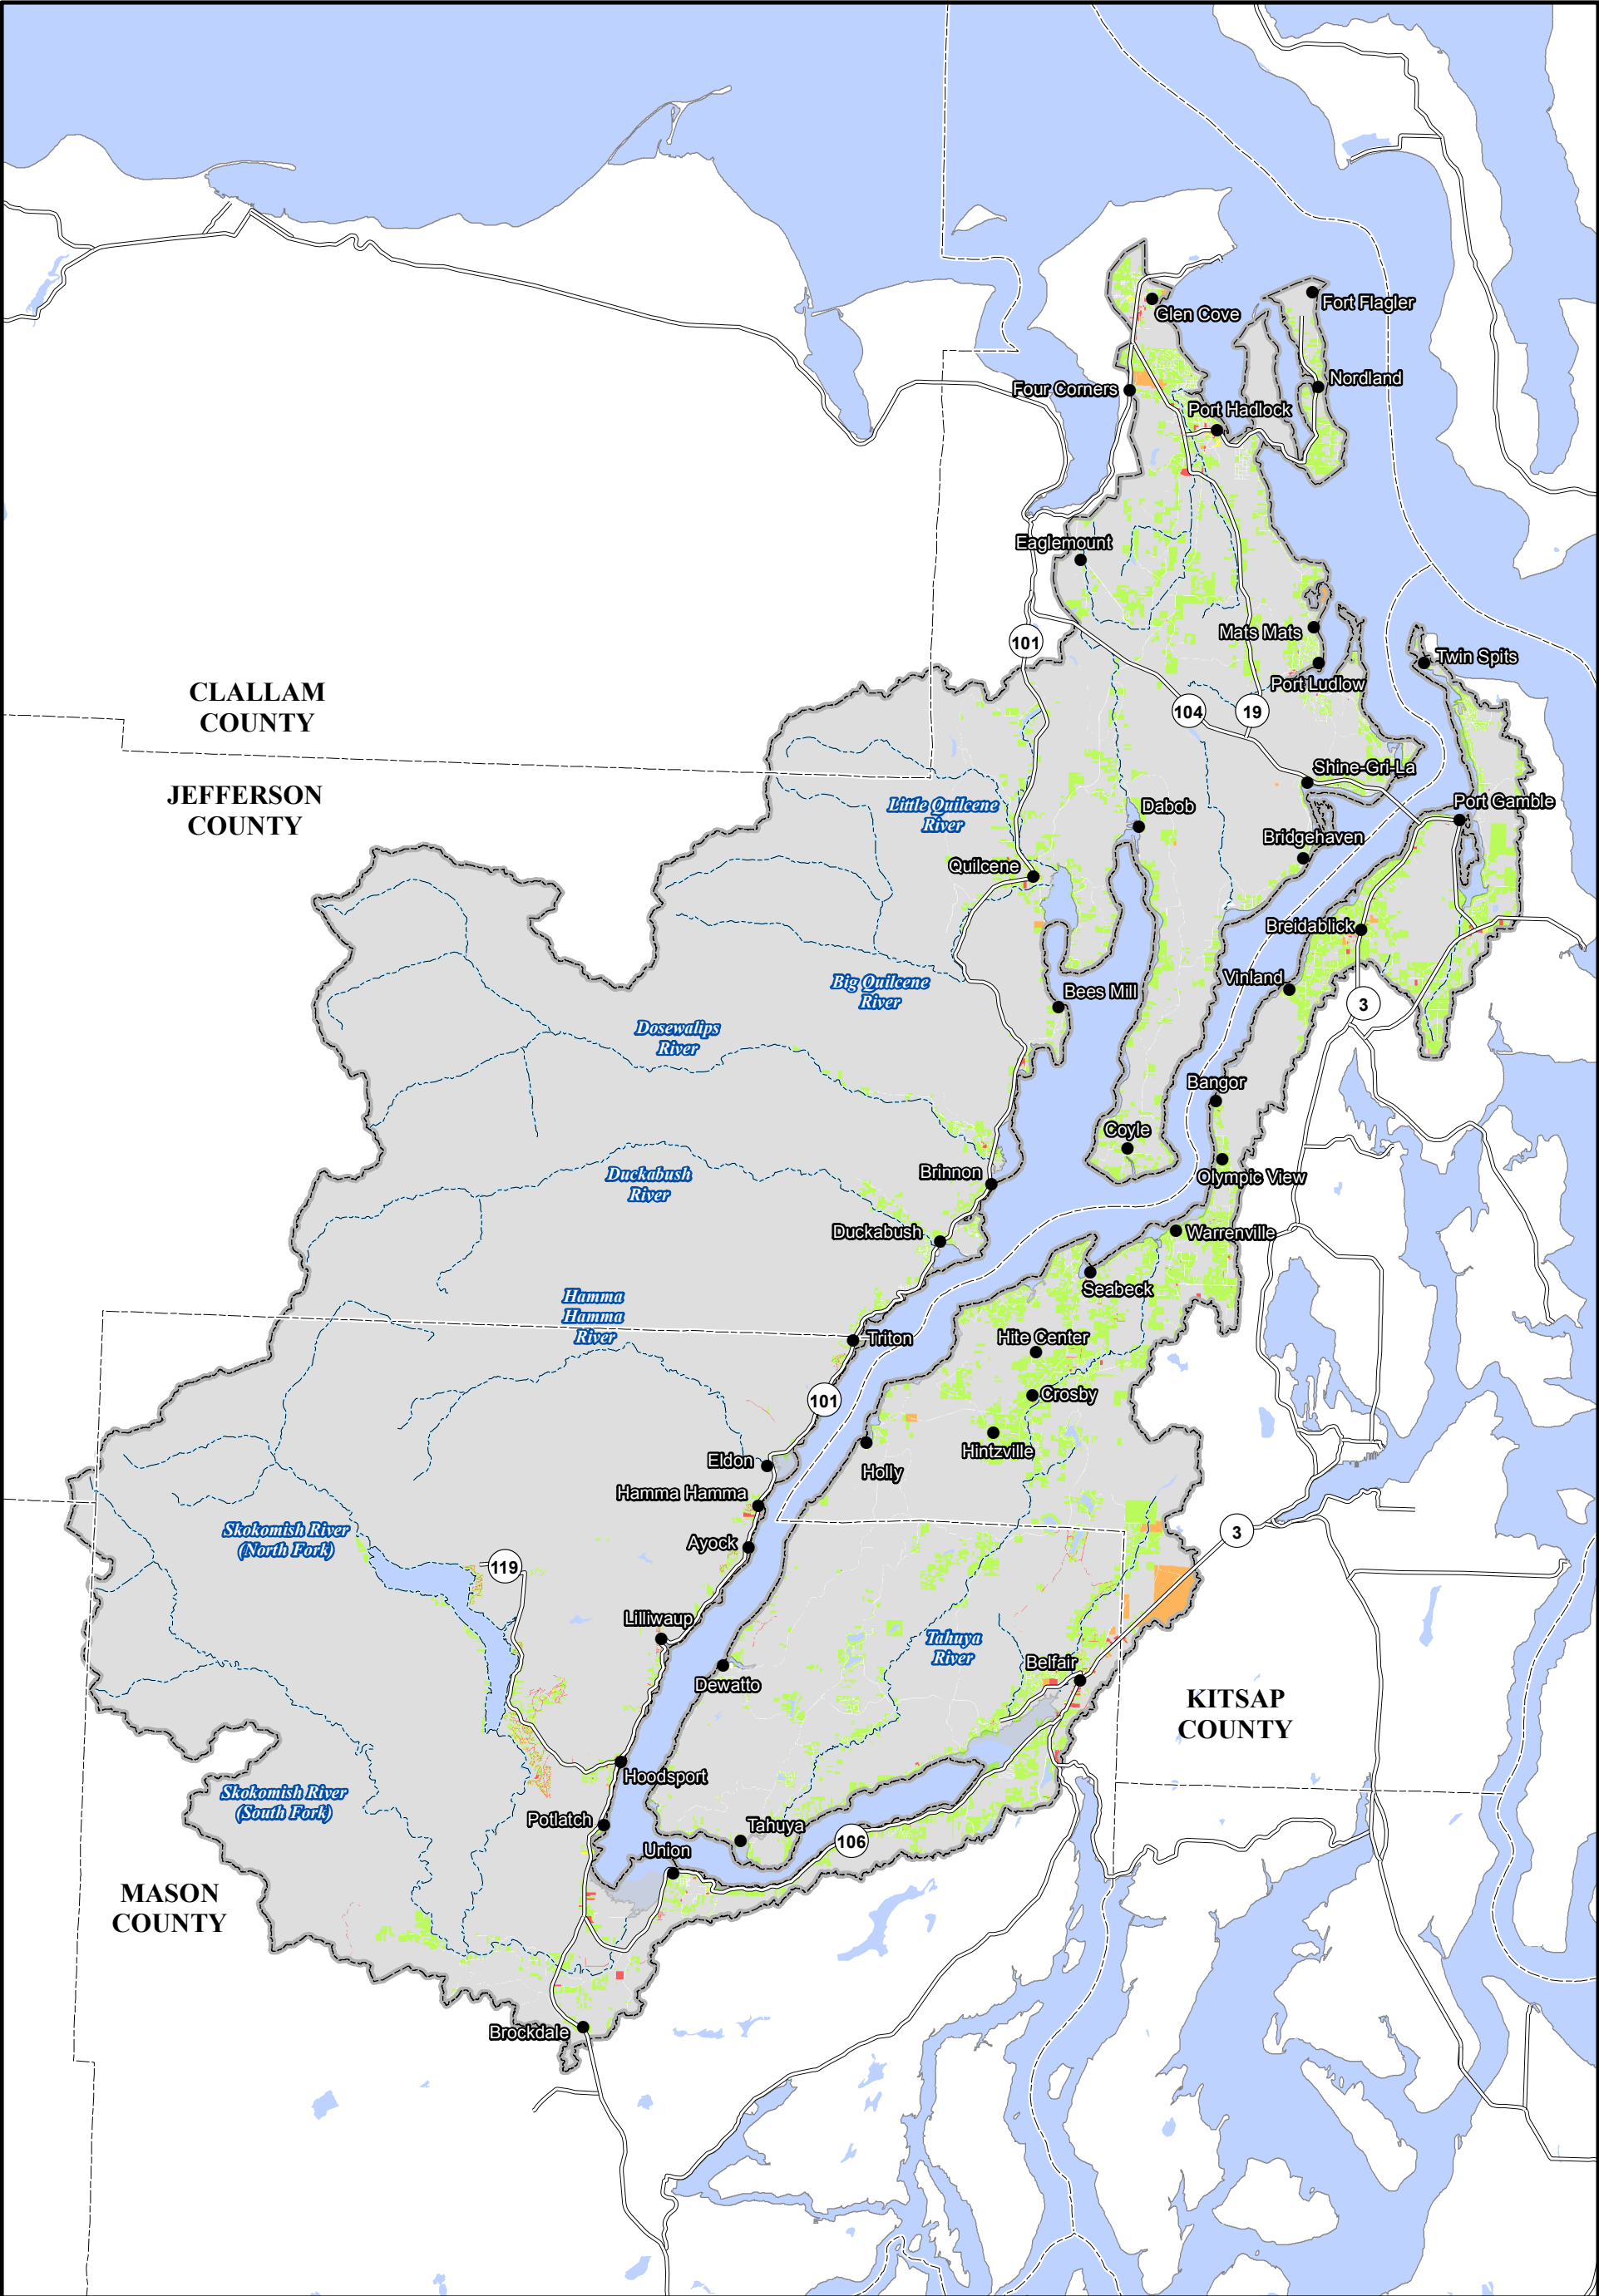 Glen Cove
Fort Flagler
Four Corners
Nordland
Port Hadlock
Eaglemount
101
Mats Mats
Twin Spits
Port Ludlow
CLALLAM
COUNTY
104
19
JEFFERSON
COUNTY
Shine-Gri-La
Little Quilcene
River
Dabob
Port Gamble
Bridgehaven
Quilcene
Breidablick
Big Quilcene
River
Vinland
Bees Mill
3
Dosewalips
River
Bangor
Coyle
Duckabush
River
Brinnon
Olympic View
Duckabush
Warrenville
Seabeck
Hamma
Hamma
River
Triton
Hite Center
101
Crosby
Eldon
Hintzville
Holly
Hamma Hamma
Skokomish River
(North Fork)
Ayock
3
119
Lilliwaup
Tahuya
River
Belfair
Dewatto
KITSAP
COUNTY
Hoodsport
Skokomish River
(South Fork)
Potlatch
Tahuya
106
Union
MASON
COUNTY
Brockdale